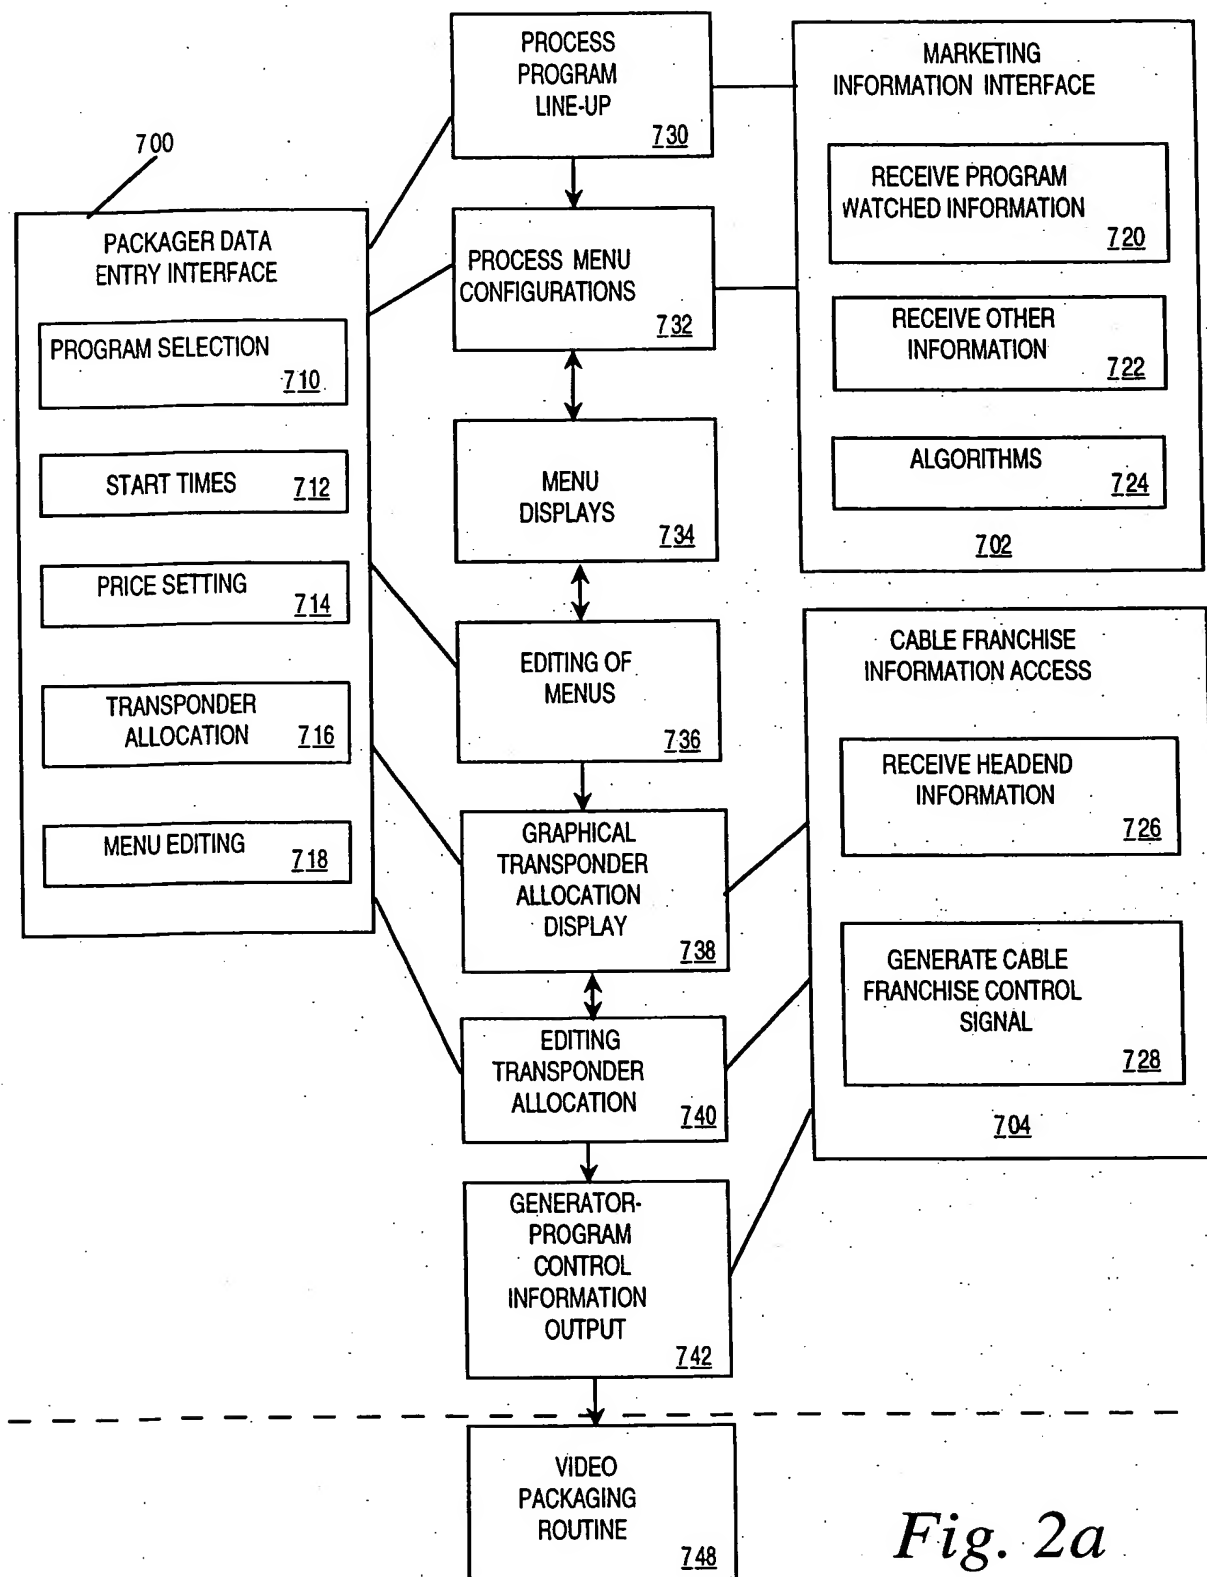 PROCESS
PROGRAM
LINE-UP
730
MARKETING
INFORMATION INTERFACE
RECEIVE PROGRAM
WATCHED INFORMATION
720
RECEIVE OTHER
INFORMATION
722
ALGORITHMS
724
702
700
PACKAGER DATA
ENTRY INTERFACE
PROGRAM SELECTION
710
START TIMES
712
PRICE SETTING
714
TRANSPONDER
ALLOCATION
716
MENU EDITING
718
PROCESS MENU
CONFIGURATIONS
732
MENU
DISPLAYS
734
EDITING OF
MENUS
736
GRAPHICAL
TRANSPONDER
ALLOCATION
DISPLAY
738
EDITING
TRANSPONDER
ALLOCATION
740
CABLE FRANCHISE
INFORMATION ACCESS
RECEIVE HEADEND
INFORMATION
726
GENERATE CABLE
FRANCHISE CONTROL
SIGNAL
728
704
GENERATOR-
PROGRAM
CONTROL
INFORMATION
OUTPUT
742
VIDEO
PACKAGING
ROUTINE
748
Fig. 2a